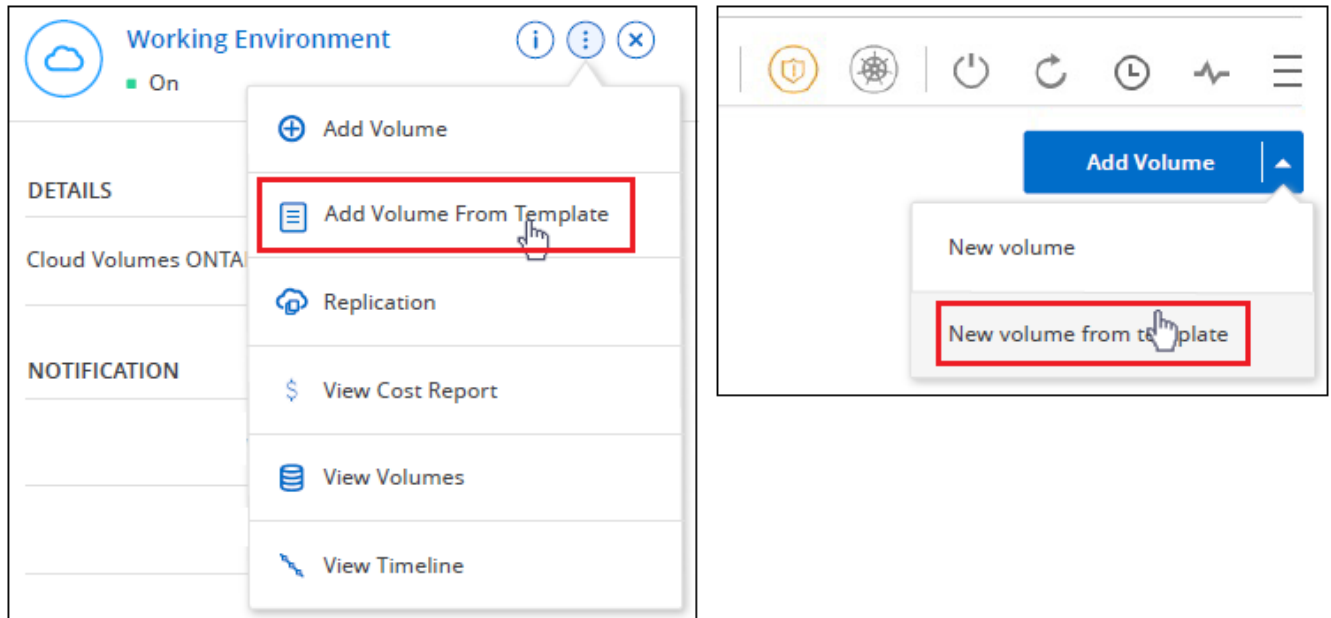 Working Environment
On
Add Volume
DETAILS
Add Volume From Template
Cloud Volumes ONTA
Replication
NOTIFICATION
View Cost Report
View Volumes
View Timeline
Add Volume
New volume
New volume from template